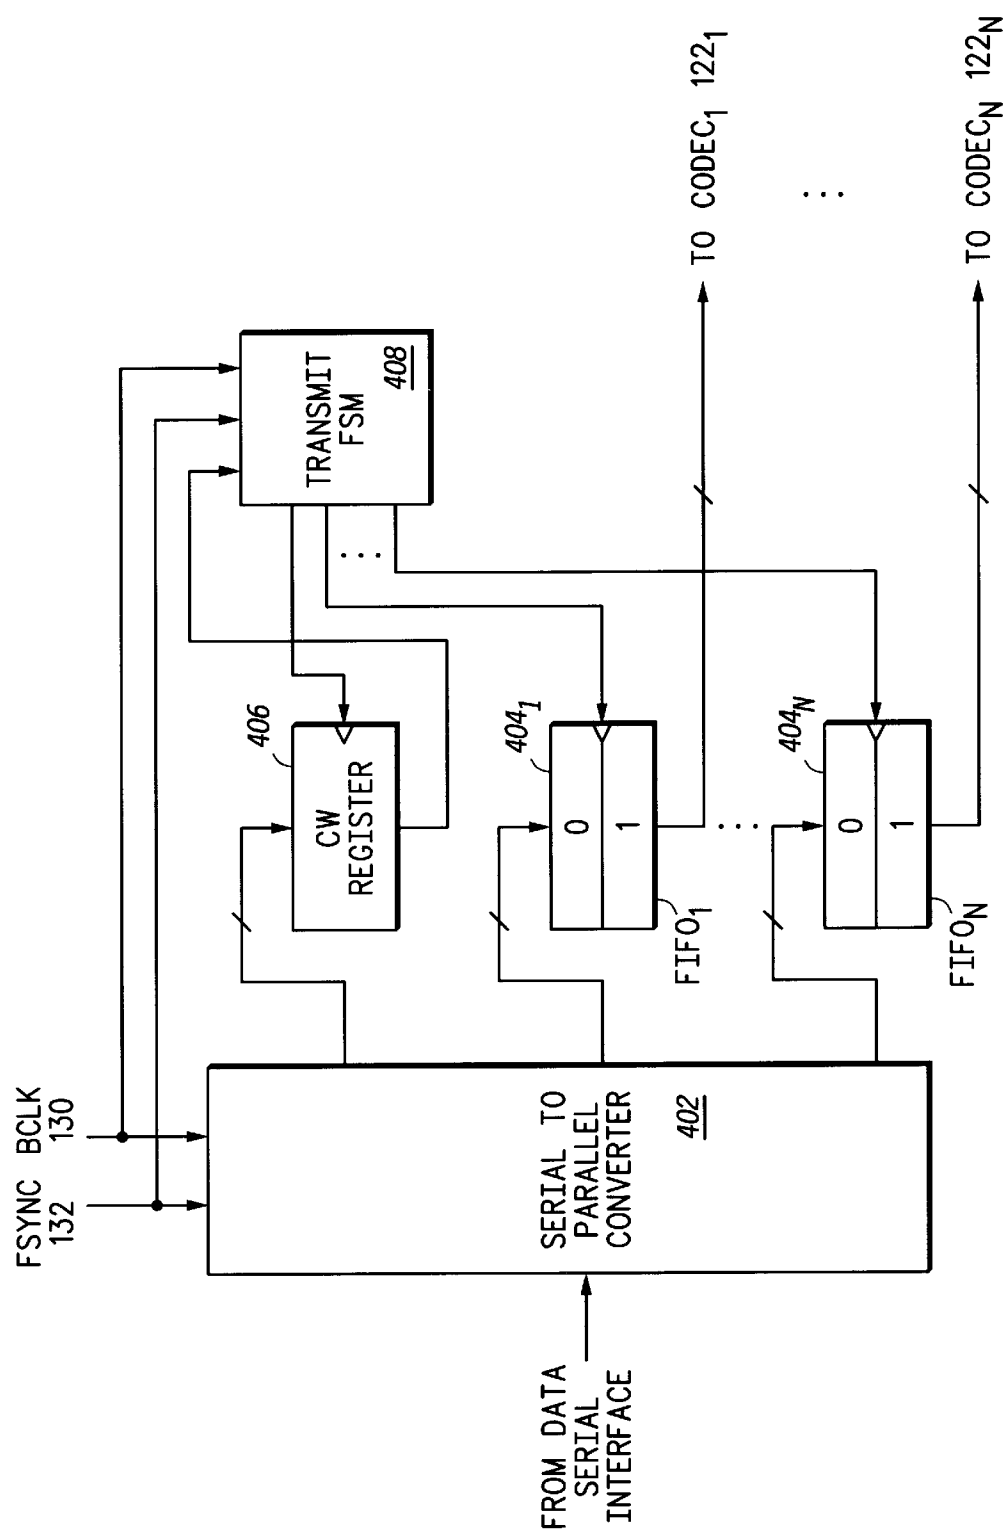 FSYNC BCLK
132 130
FROM DATA
SERIAL
INTERFACE
SERIAL TO
PARALLEL
CONVERTER
402
CW
REGISTER
406
TRANSMIT
FSM
408
...
0
1
404₁
FIFO₁
TO CODEC₁ 122₁
...
...
0
1
404N
FIFON
TO CODECN 122N